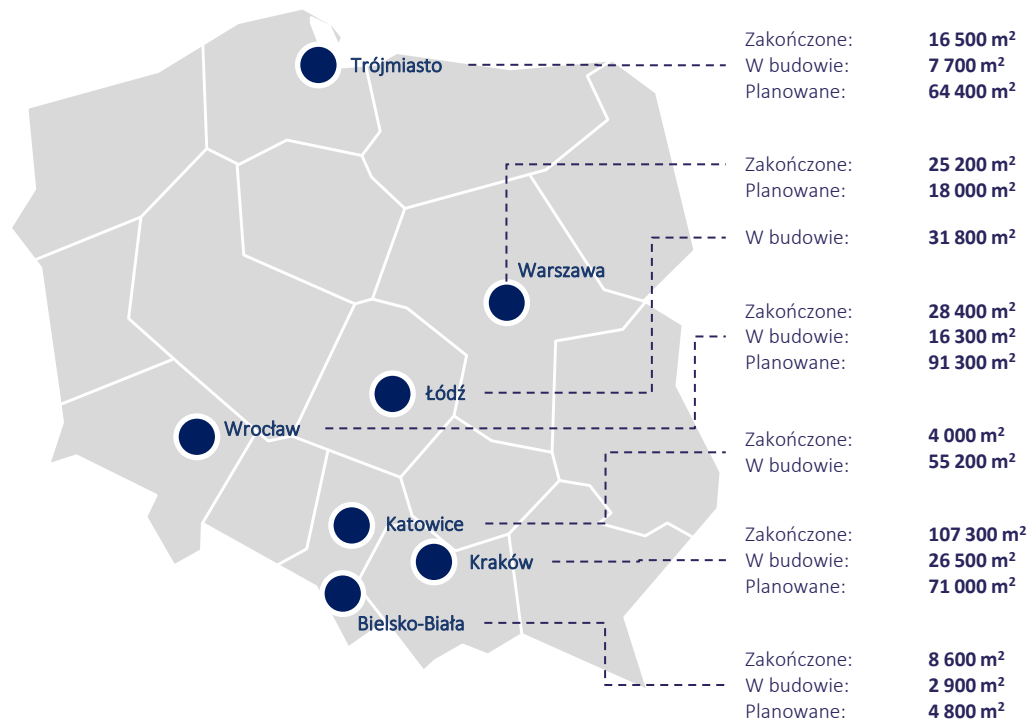 Trójmiasto
Zakończone: 16 500 m²
W budowie: 7 700 m²
Planowane: 64 400 m²
Zakończone: 25 200 m²
Planowane: 18 000 m²
W budowie: 31 800 m²
Warszawa
Zakończone: 28 400 m²
W budowie: 16 300 m²
Planowane: 91 300 m²
Łódź
Wrocław
Zakończone: 4 000 m²
W budowie: 55 200 m²
Katowice
Zakończone: 107 300 m²
W budowie: 26 500 m²
Planowane: 71 000 m²
Kraków
Bielsko-Biała
Zakończone: 8 600 m²
W budowie: 2 900 m²
Planowane: 4 800 m²